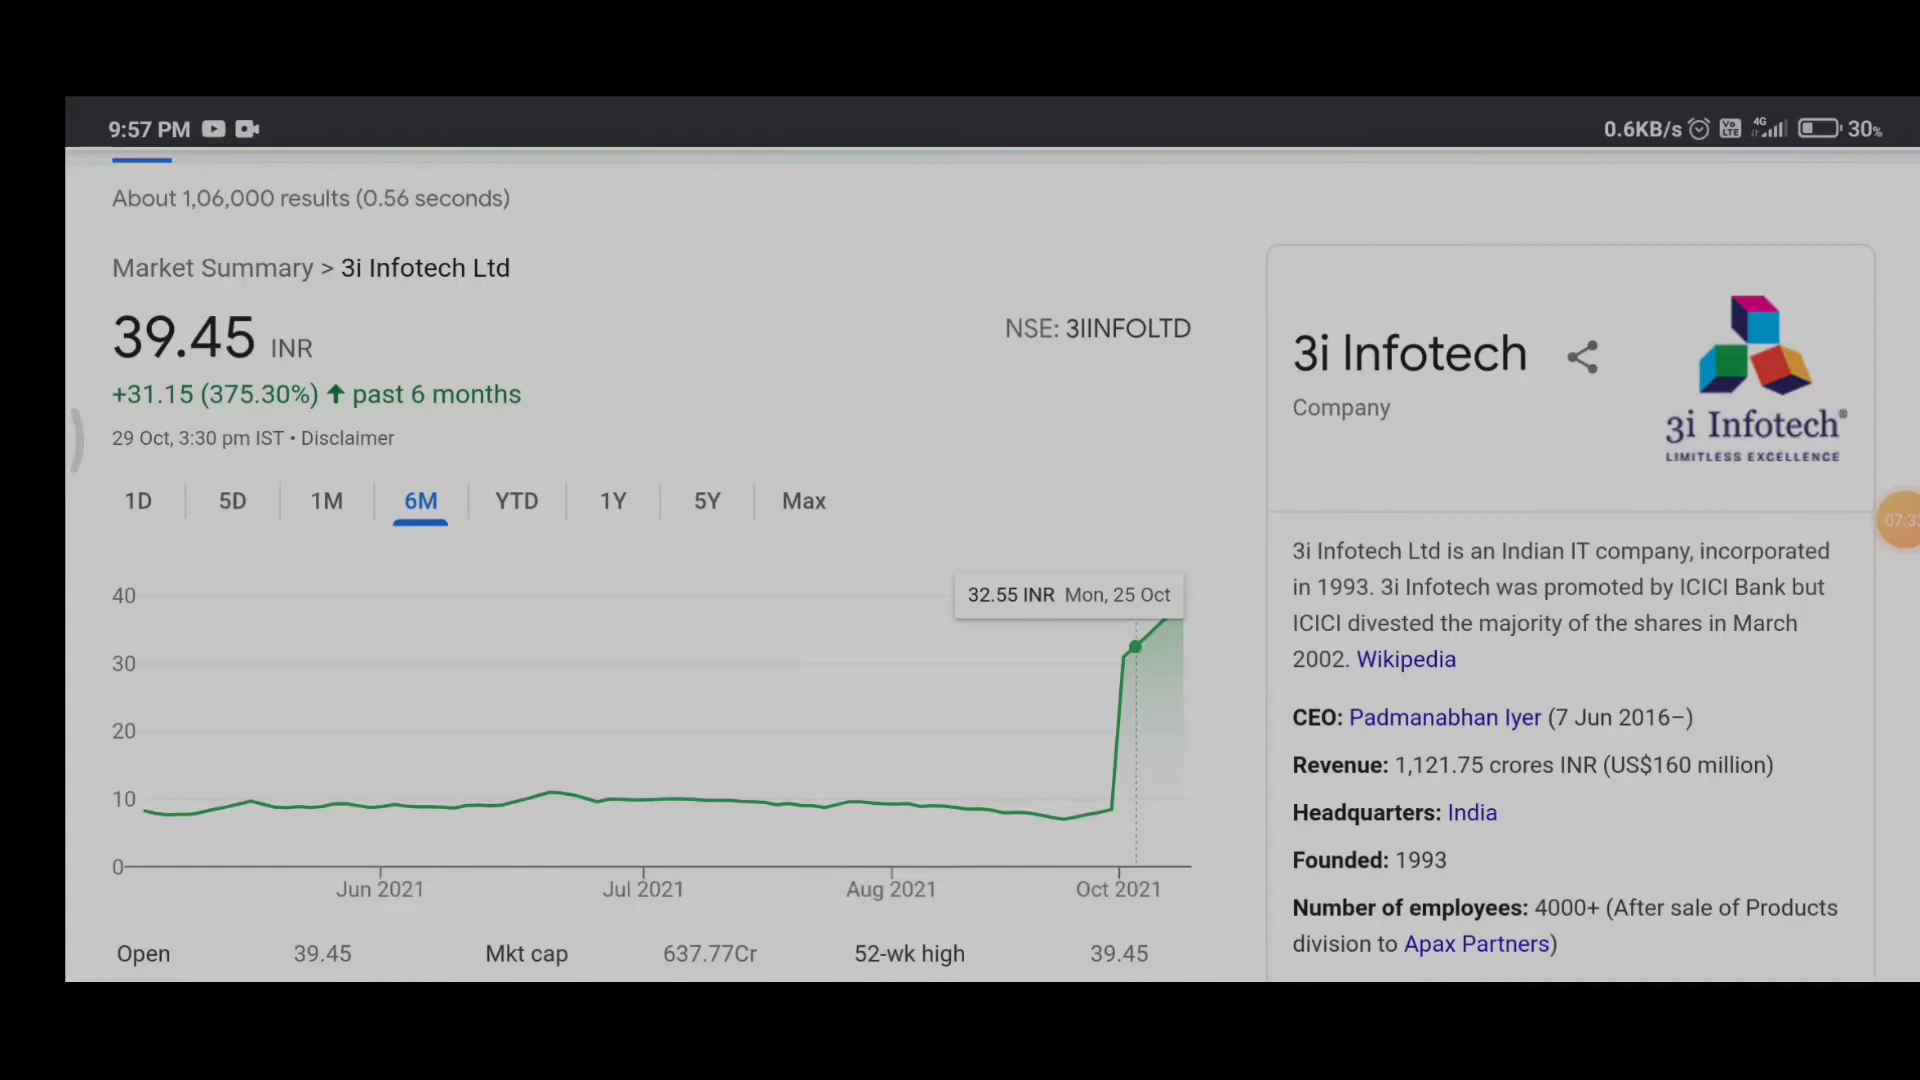 9:57 PM
0.6KB/s Vo LTE 4G 30%
About 1,06,000 results (0.56 seconds)
Market Summary > 3i Infotech Ltd
39.45 INR
NSE: 3IINFOLTD
+31.15 (375.30%) ↑ past 6 months
29 Oct, 3:30 pm IST • Disclaimer
1D 5D 1M 6M YTD 1Y 5Y Max
32.55 INR Mon, 25 Oct
40
30
20
10
0
Jun 2021 Jul 2021 Aug 2021 Oct 2021
Open 39.45 Mkt cap 637.77Cr 52-wk high 39.45
3i Infotech
Company
3i Infotech®
LIMITLESS EXCELLENCE
3i Infotech Ltd is an Indian IT company, incorporated
in 1993. 3i Infotech was promoted by ICICI Bank but
ICICI divested the majority of the shares in March
2002. Wikipedia
CEO: Padmanabhan Iyer (7 Jun 2016–)
Revenue: 1,121.75 crores INR (US$160 million)
Headquarters: India
Founded: 1993
Number of employees: 4000+ (After sale of Products
division to Apax Partners)